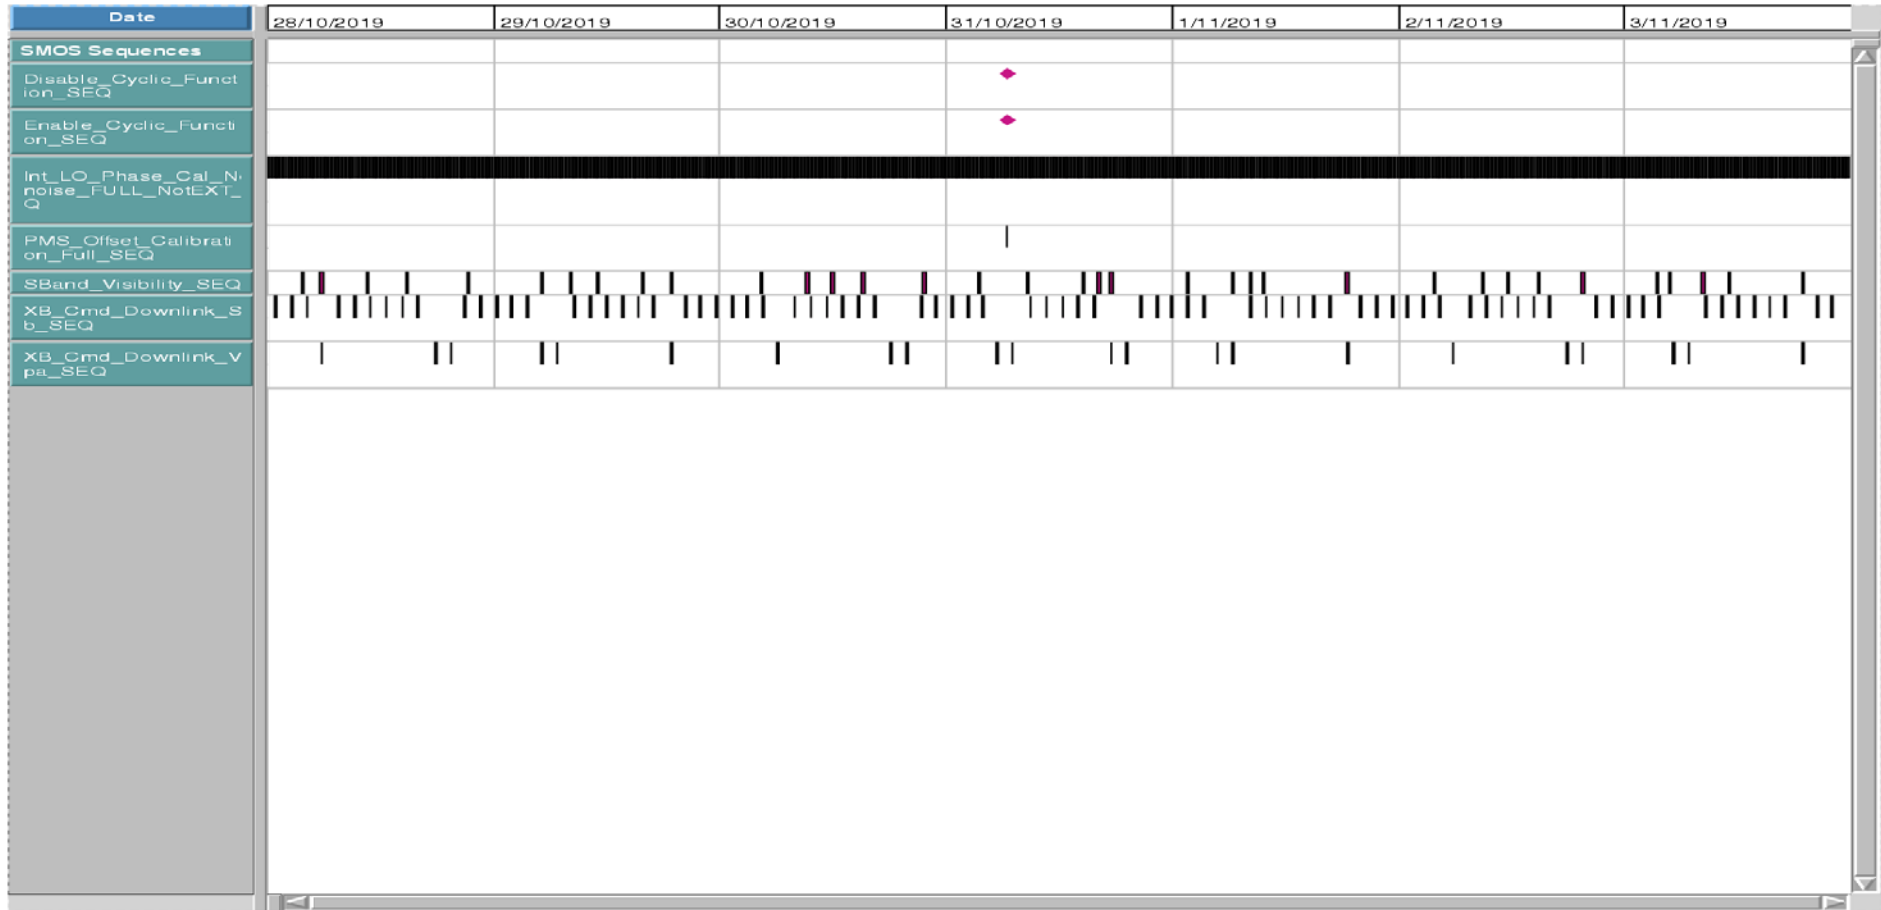 Date
28/10/2019
29/10/2019
30/10/2019
31/10/2019
1/11/2019
2/11/2019
3/11/2019
SMOS Sequences
Disable_Cyclic_Funct
ion_SEQ
Enable_Cyclic_Functi
on_SEQ
Int_LO_Phase_Cal_N
noise_FULL_NotEXT_
Q
PMS_Offset_Calibrati
on_Full_SEQ
SBand_Visibility_SEQ
XB_Cmd_Downlink_S
b_SEQ
XB_Cmd_Downlink_V
pa_SEQ